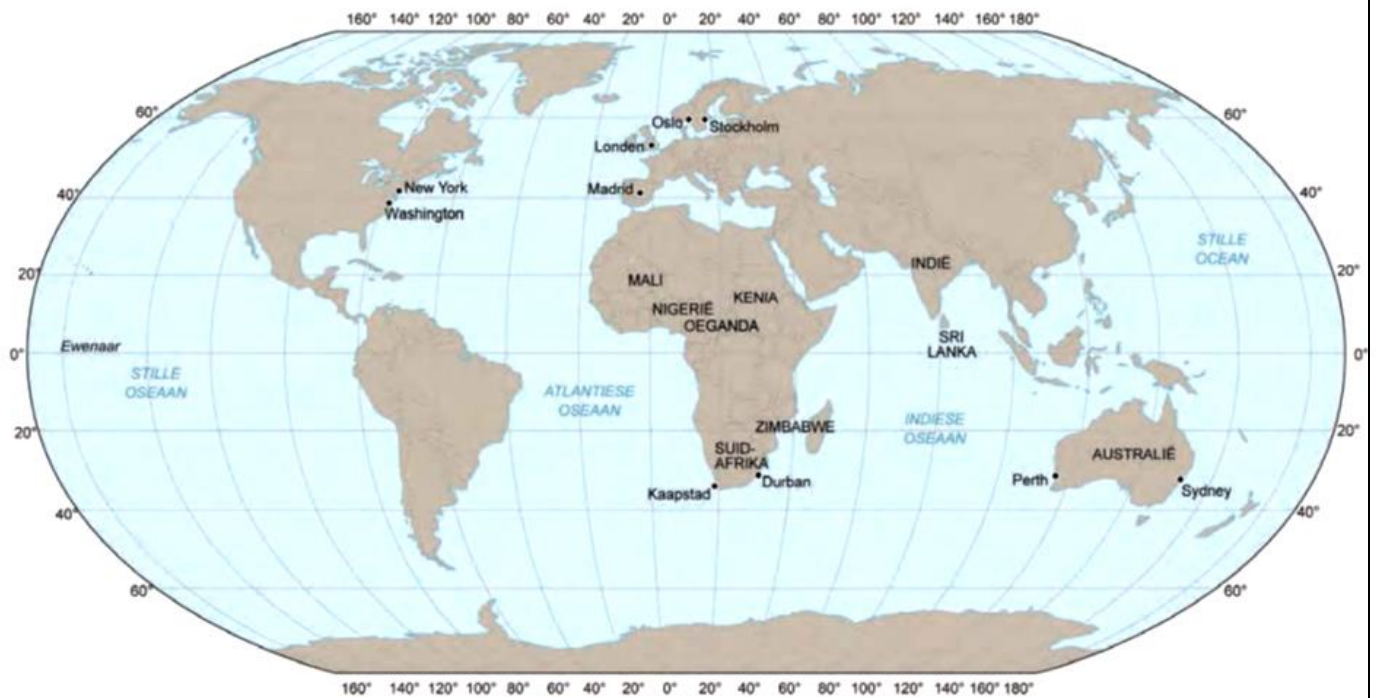 160° 140° 120° 100° 80° 60° 40° 20° 0° 20° 40° 60° 80° 100° 120° 140° 160° 180°
60° 60°
Oslo Stockholm
Londen
Madrid
40° 40°
New York
Washington
STILLE
OCEAN
INDIË
20° 20°
MALI
KENIA
NIGERIË
OEGANDA
SRI
LANKA
Ewenaar
0° 0°
STILLE
OSEAAN
ATLANTIESE
OSEAAN
INDIESE
OSEAAN
20° 20°
ZIMBABWE
SUID-
AFRIKA
AUSTRALIË
Kaapstad Durban
Perth Sydney
40° 40°
60° 60°
160° 140° 120° 100° 80° 60° 40° 20° 0° 20° 40° 60° 80° 100° 120° 140° 160° 180°